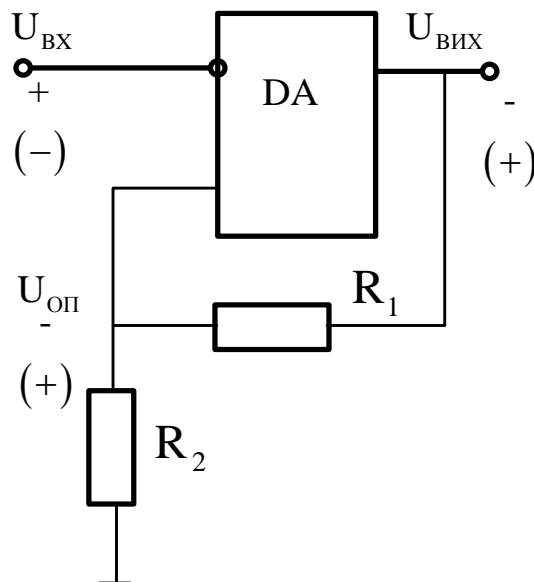 U_ВХ
U_ВИХ
DA
+
-
(−)
(+)
U_ОП
R_1
-
(+)
R_2